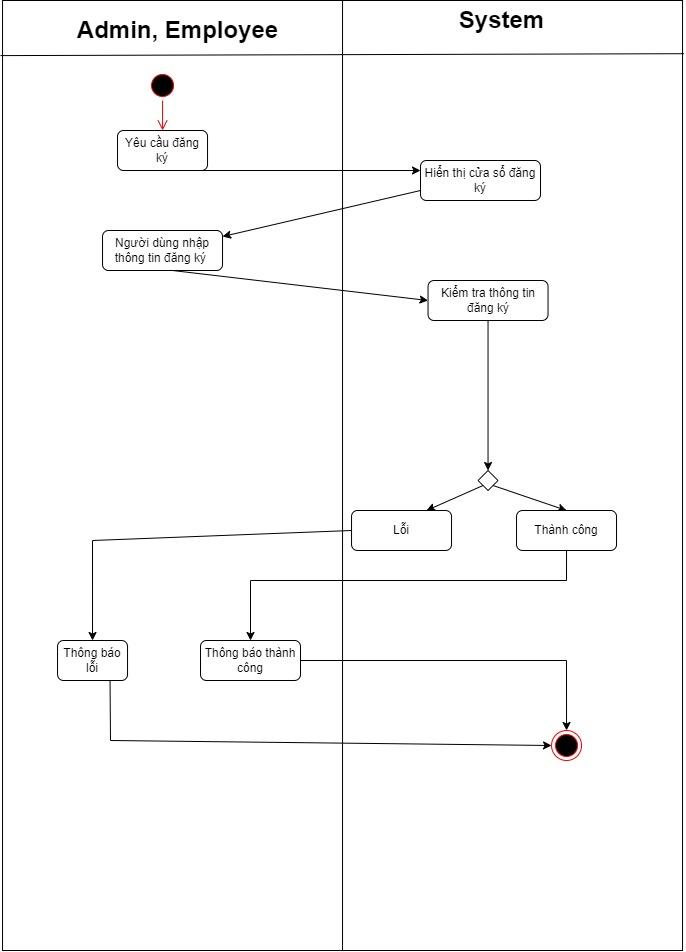 Admin, Employee
System
Yêu cầu đăng
ký
Hiển thị cửa sổ đăng
ký
Người dùng nhập
thông tin đăng ký
Kiểm tra thông tin
đăng ký
Lỗi
Thành công
Thông báo
lỗi
Thông báo thành
công